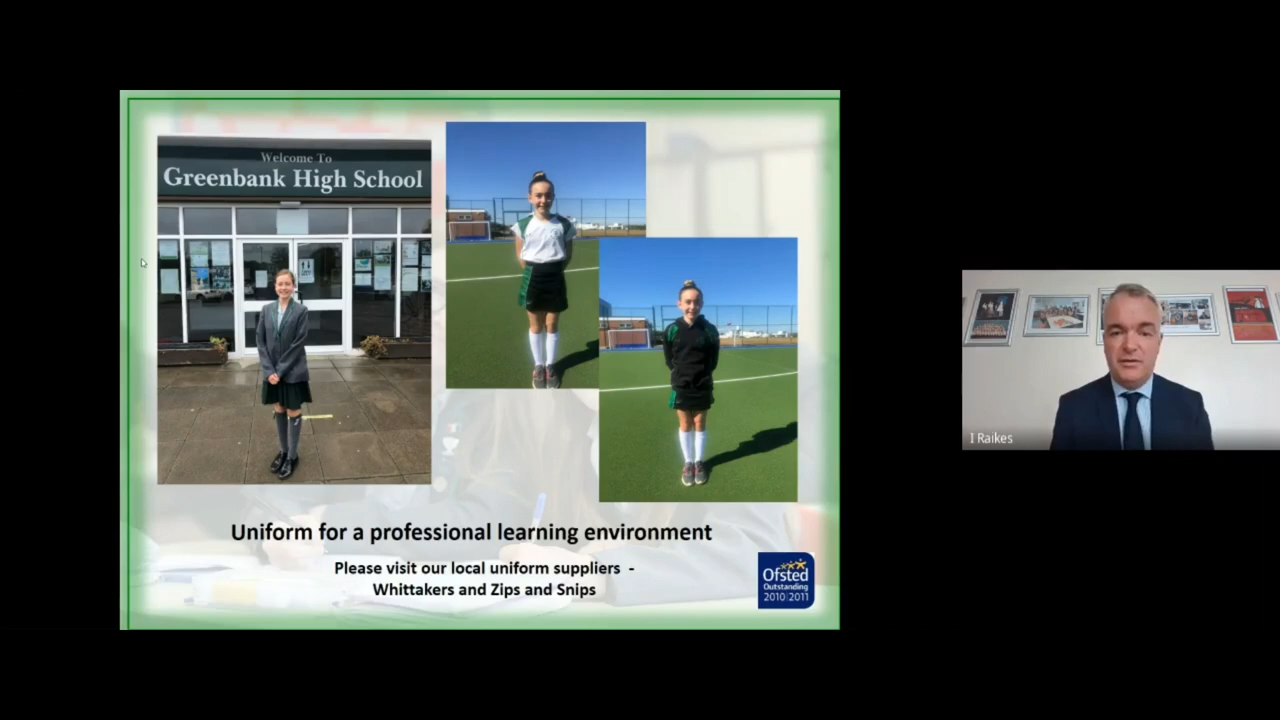 Welcome To
Greenbank High School
Uniform for a professional learning environment
Please visit our local uniform suppliers -
Whittakers and Zips and Snips
Ofsted
Outstanding
2010|2011
I Raikes